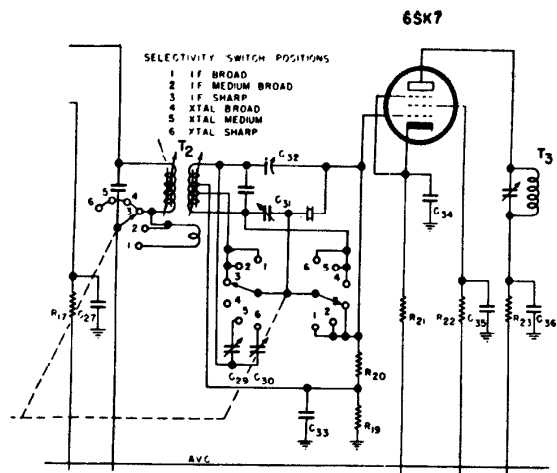 6SK7
SELECTIVITY SWITCH POSITIONS
1 IF BROAD
2 IF MEDIUM BROAD
3 IF SHARP
4 XTAL BROAD
5 XTAL MEDIUM
6 XTAL SHARP
T2
T3
C32
C31
C34
6 5 4 3 2 1
2 1
3
4
5 6
6 5 4
1 2
R17
C27
C29 C30
C33
R20
R19
R21
R22
C35
R23
C36
AVC